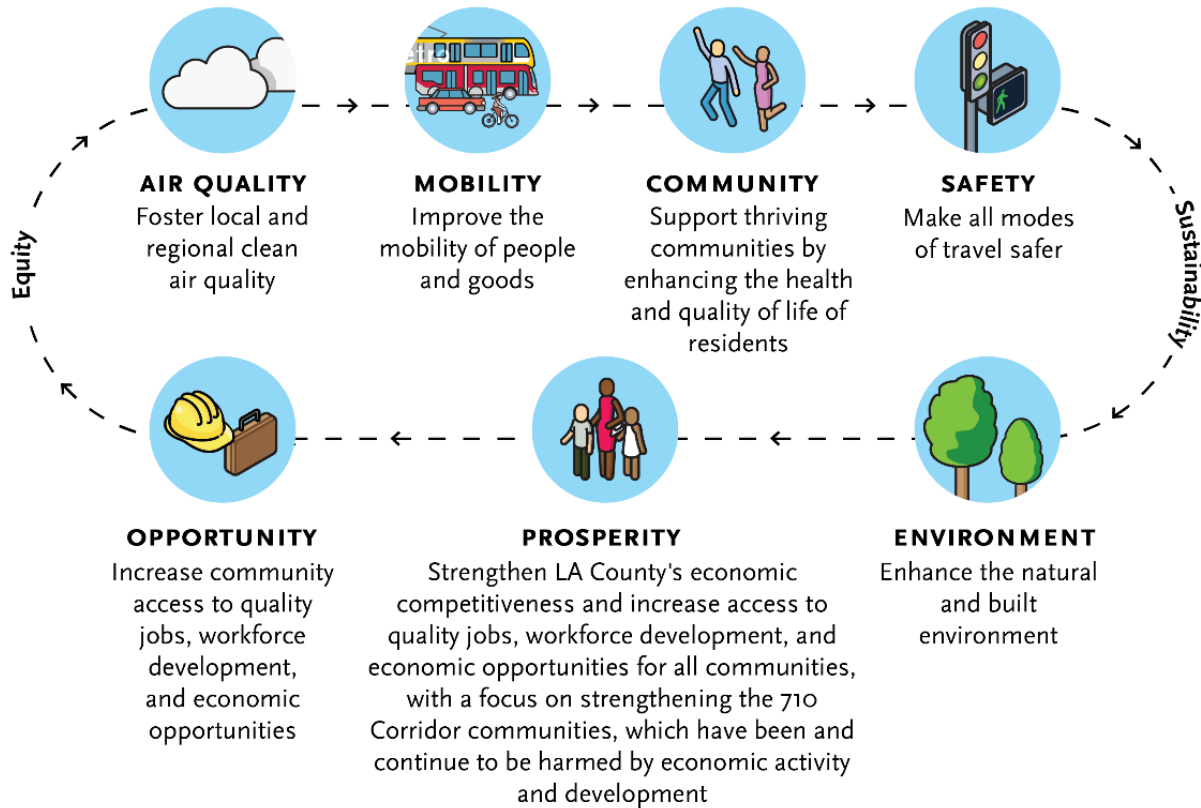 etro
AIR QUALITY
Foster local and
regional clean
air quality
MOBILITY
Improve the
mobility of people
and goods
COMMUNITY
Support thriving
communities by
enhancing the health
and quality of life of
residents
SAFETY
Make all modes
of travel safer
Sustainability
ENVIRONMENT
Enhance the natural
and built
environment
PROSPERITY
Strengthen LA County's economic
competitiveness and increase access to
quality jobs, workforce development, and
economic opportunities for all communities,
with a focus on strengthening the 710
Corridor communities, which have been and
continue to be harmed by economic activity
and development
OPPORTUNITY
Increase community
access to quality
jobs, workforce
development,
and economic
opportunities
Equity